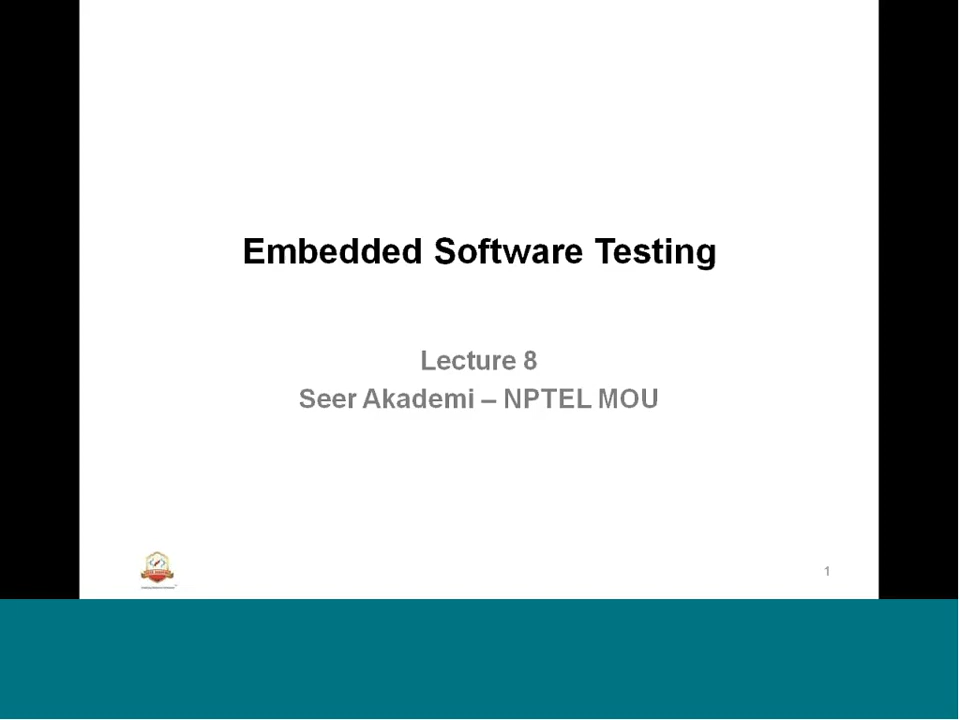 Embedded Software Testing
Lecture 8
Seer Akademi – NPTEL MOU
1